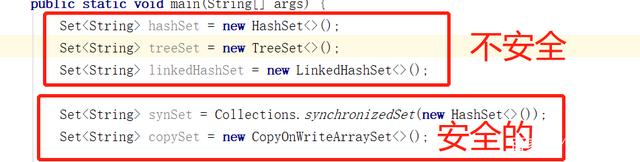 public static void main(String[] args) {
Set<String> hashSet = new HashSet<>();
Set<String> treeSet = new TreeSet<>();
Set<String> linkedHashSet = new LinkedHashSet<>();
不安全
Set<String> synSet = Collections.synchronizedSet(new HashSet<>());
Set<String> copySet = new CopyOnWriteArraySet<>();
安全的